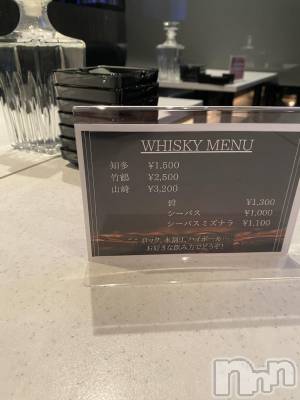 WHISKY MENU
知多 ¥1,500
竹鶴 ¥2,500
山崎 ¥3,200
碧 ¥1,300
シーバス ¥1,000
シーバスミズナラ ¥1,100
ロック、水割り、ハイボール
お好きな飲み方でどうぞ!